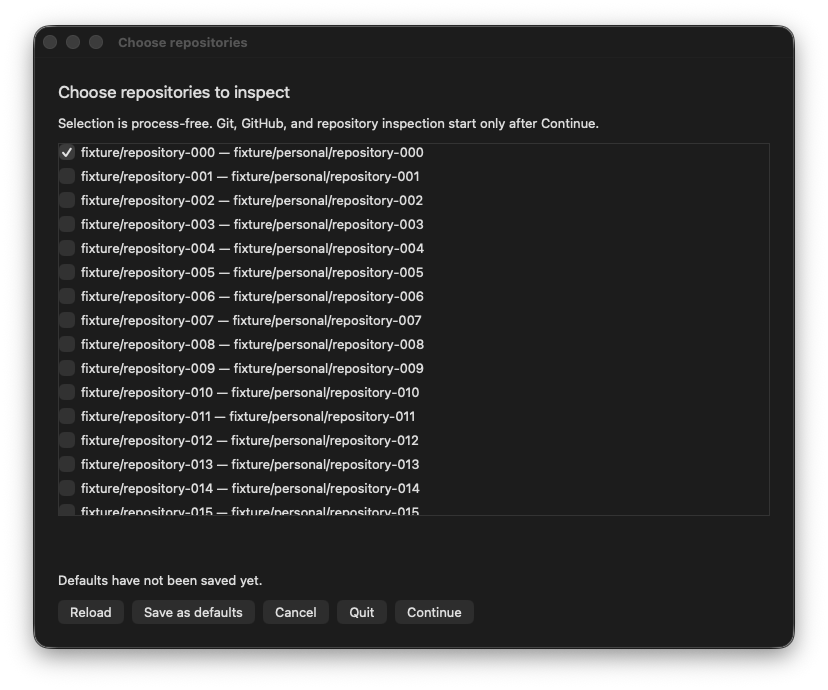 Choose repositories
Choose repositories to inspect
Selection is process-free. Git, GitHub, and repository inspection start only after Continue.
fixture/repository-000 — fixture/personal/repository-000
fixture/repository-001 — fixture/personal/repository-001
fixture/repository-002 — fixture/personal/repository-002
fixture/repository-003 — fixture/personal/repository-003
fixture/repository-004 — fixture/personal/repository-004
fixture/repository-005 — fixture/personal/repository-005
fixture/repository-006 — fixture/personal/repository-006
fixture/repository-007 — fixture/personal/repository-007
fixture/repository-008 — fixture/personal/repository-008
fixture/repository-009 — fixture/personal/repository-009
fixture/repository-010 — fixture/personal/repository-010
fixture/repository-011 — fixture/personal/repository-011
fixture/repository-012 — fixture/personal/repository-012
fixture/repository-013 — fixture/personal/repository-013
fixture/repository-014 — fixture/personal/repository-014
fixture/repository-015 — fixture/personal/repository-015
Defaults have not been saved yet.
Reload Save as defaults Cancel Quit Continue